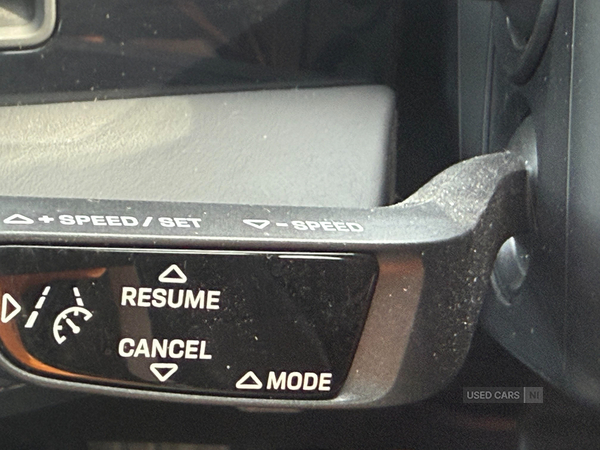 + SPEED / SET - SPEED
RESUME
CANCEL
MODE
USED CARS NI